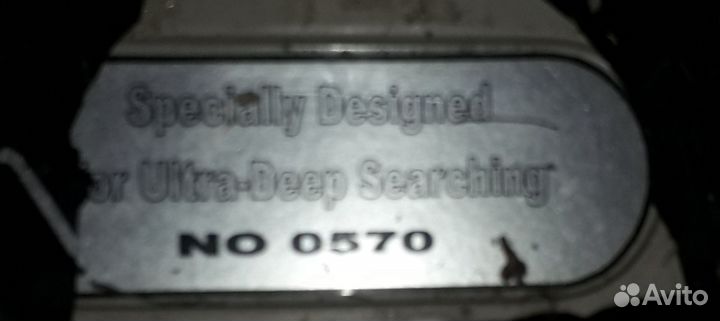 Specially Designed
or Ultra-Deep Searching
NO 0570
Avito